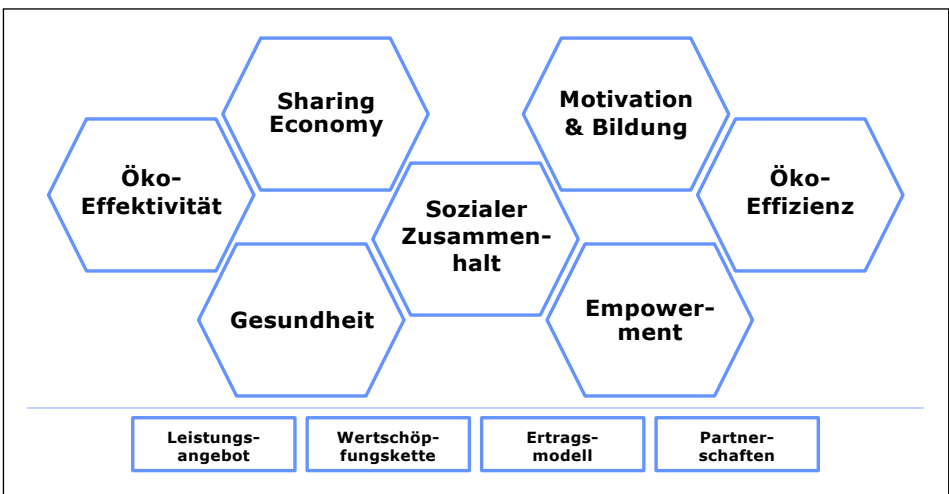 Sharing
Economy
Motivation
& Bildung
Öko-
Effektivität
Sozialer
Zusammen-
halt
Öko-
Effizienz
Gesundheit
Empower-
ment
Leistungs-
angebot
Wertschöp-
fungskette
Ertrags-
modell
Partner-
schaften